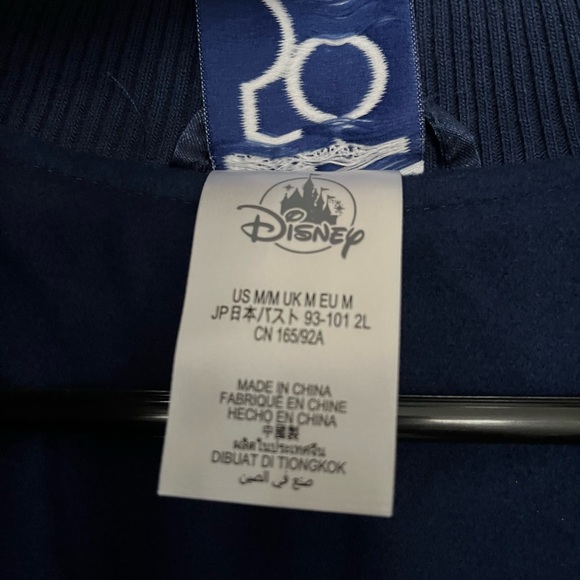 20
DISNEY
US M/M UK M EU M
JP日本/バスト 93-101 2L
CN 165/92A
MADE IN CHINA
FABRIQUÉ EN CHINE
HECHO EN CHINA
中國製
ผลิตในประเทศจีน
DIBUAT DI TIONGKOK
صنع في الصين